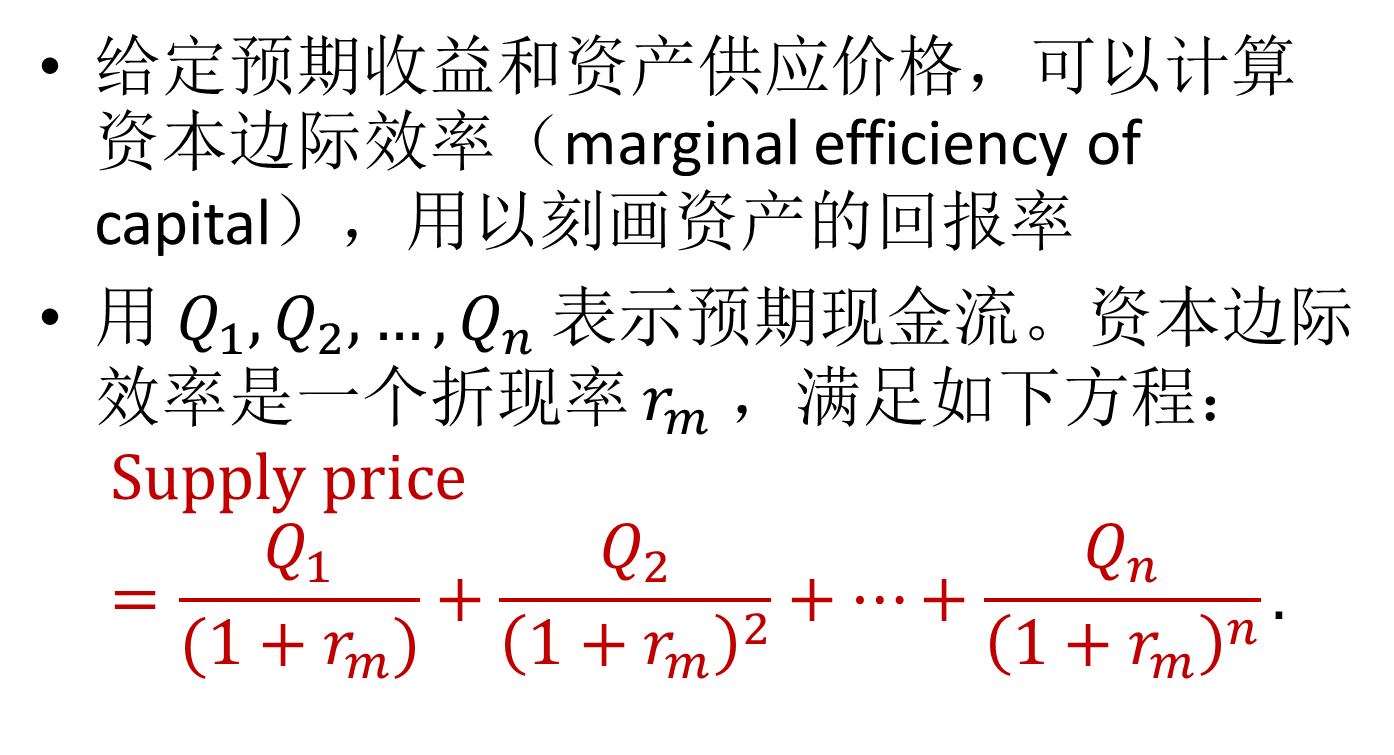 • 给定预期收益和资产供应价格，可以计算
资本边际效率（marginal efficiency of
capital），用以刻画资产的回报率
• 用 Q₁, Q₂, … , Qₙ 表示预期现金流。资本边际
效率是一个折现率 rₘ ，满足如下方程：
Supply price
= Q₁/(1 + rₘ) + Q₂/(1 + rₘ)² + ⋯ + Qₙ/(1 + rₘ)ⁿ .